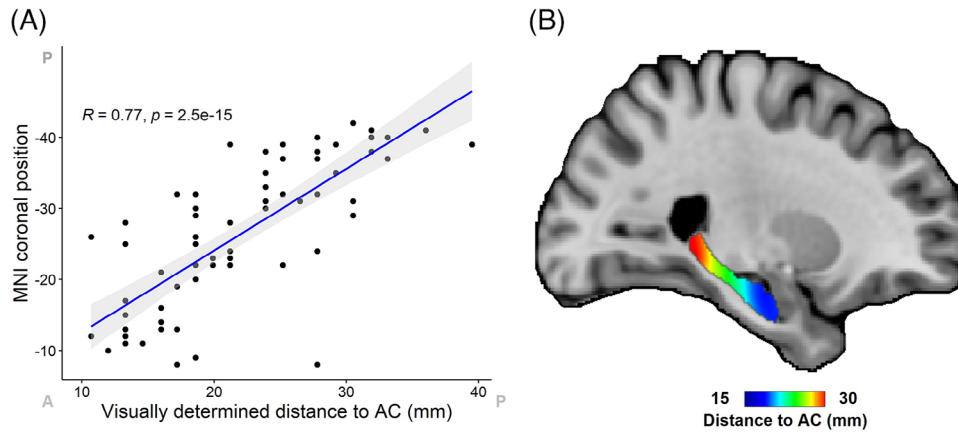 (A)
(B)
P
R = 0.77, p = 2.5e-15
MNI coronal position
-40
-30
-20
-10
10 20 30 40
A Visually determined distance to AC (mm) P
15 30
Distance to AC (mm)